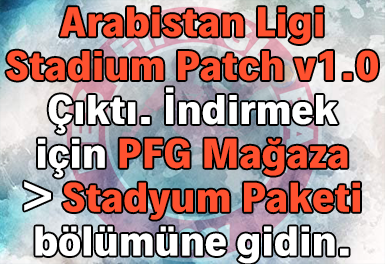 Arabistan Ligi
Stadium Patch v1.0
Çıktı. İndirmek
için PFG Mağaza
> Stadyum Paketi
bölümüne gidin.